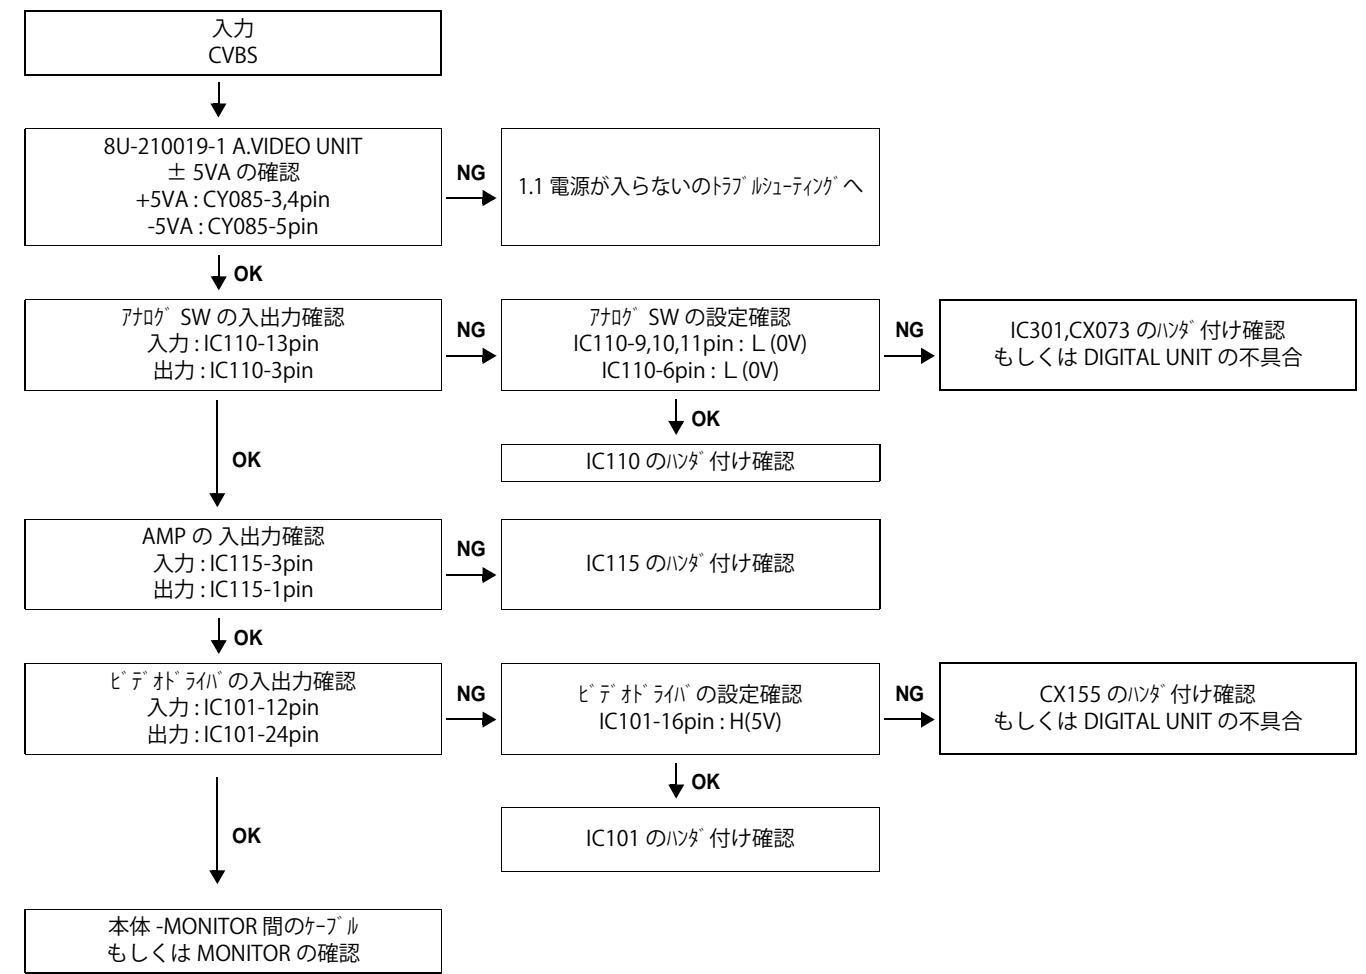 入力
CVBS
8U-210019-1 A.VIDEO UNIT
± 5VA の確認
+5VA : CY085-3,4pin
-5VA : CY085-5pin
NG
1.1 電源が入らないのﾄﾗﾌﾞﾙｼｭｰﾃｨﾝｸﾞへ
OK
ｱﾅﾛｸﾞ SW の入出力確認
入力 : IC110-13pin
出力 : IC110-3pin
NG
ｱﾅﾛｸﾞ SW の設定確認
IC110-9,10,11pin : L (0V)
IC110-6pin : L (0V)
NG
IC301,CX073 のﾊﾝﾀﾞ付け確認
もしくは DIGITAL UNIT の不具合
OK
IC110 のﾊﾝﾀﾞ付け確認
OK
AMP の 入出力確認
入力 : IC115-3pin
出力 : IC115-1pin
NG
IC115 のﾊﾝﾀﾞ付け確認
OK
ﾋﾞﾃﾞｵﾄﾞﾗｲﾊﾞの入出力確認
入力 : IC101-12pin
出力 : IC101-24pin
NG
ﾋﾞﾃﾞｵﾄﾞﾗｲﾊﾞの設定確認
IC101-16pin : H(5V)
NG
CX155 のﾊﾝﾀﾞ付け確認
もしくは DIGITAL UNIT の不具合
OK
IC101 のﾊﾝﾀﾞ付け確認
OK
本体 -MONITOR 間のｹｰﾌﾞﾙ
もしくは MONITOR の確認